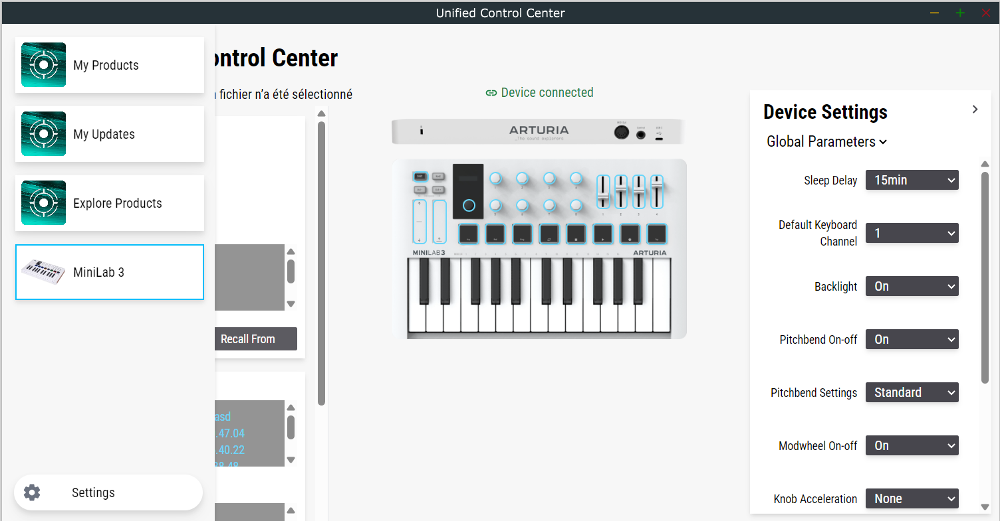 Unified Control Center
My Products
My Updates
Explore Products
MiniLab 3
Settings
ontrol Center
fichier n’a été sélectionné
Recall From
asd
.47.04
.40.22
Device connected
ARTURIA
_The sound explorers
MINILAB3
ARTURIA
Device Settings
Global Parameters
Sleep Delay 15min
Default Keyboard
Channel 1
Backlight On
Pitchbend On-off On
Pitchbend Settings Standard
Modwheel On-off On
Knob Acceleration None